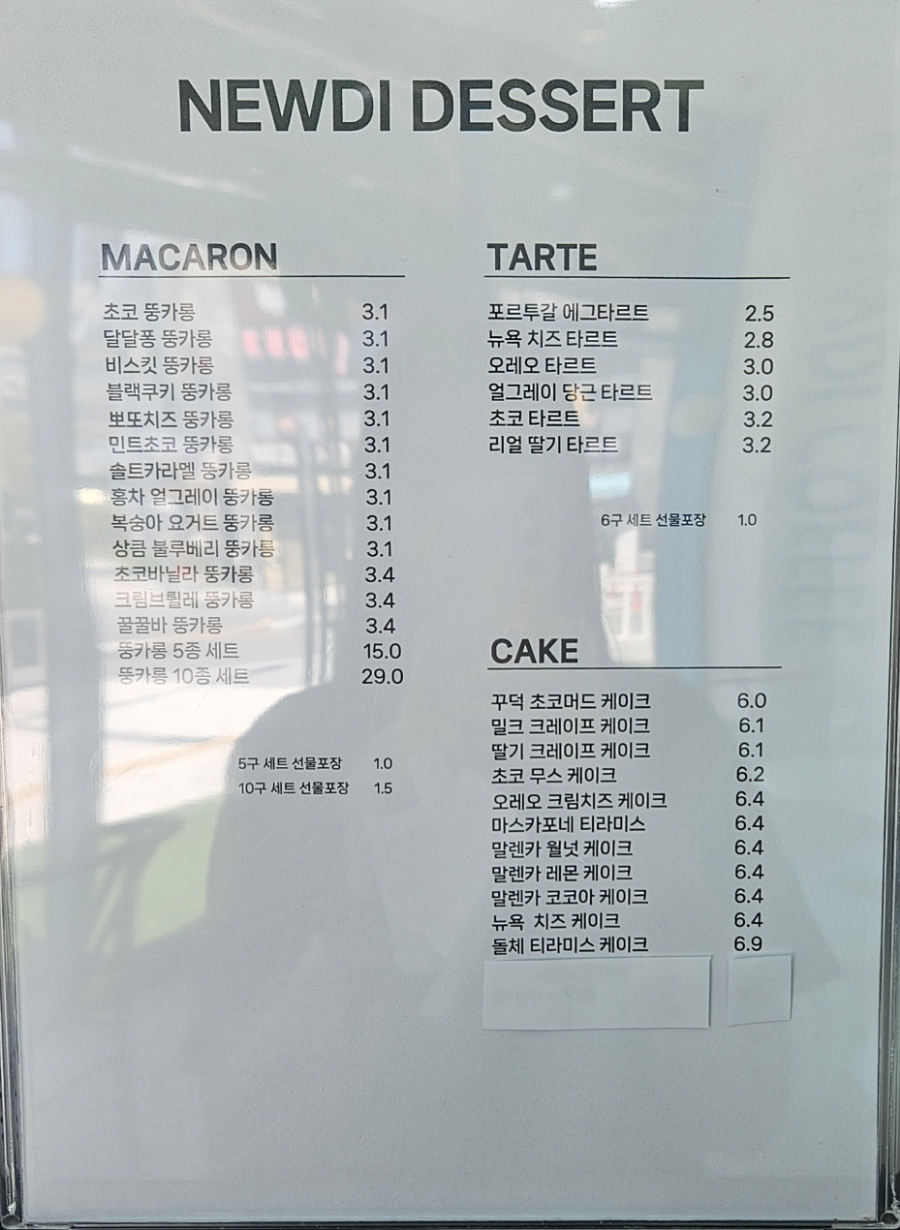 NEWDI DESSERT
MACARON
초코 뚱카롱 3.1
달달퐁 뚱카롱 3.1
비스킷 뚱카롱 3.1
블랙쿠키 뚱카롱 3.1
뽀또치즈 뚱카롱 3.1
민트초코 뚱카롱 3.1
솔트카라멜 뚱카롱 3.1
홍차 얼그레이 뚱카롱 3.1
복숭아 요거트 뚱카롱 3.1
상큼 불루베리 뚱카롱 3.1
초코바닐라 뚱카롱 3.4
크림브륄레 뚱카롱 3.4
꿀꿀바 뚱카롱 3.4
뚱카롱 5종 세트 15.0
뚱카롱 10종 세트 29.0
5구 세트 선물포장 1.0
10구 세트 선물포장 1.5
TARTE
포르투갈 에그타르트 2.5
뉴욕 치즈 타르트 2.8
오레오 타르트 3.0
얼그레이 당근 타르트 3.0
초코 타르트 3.2
리얼 딸기 타르트 3.2
6구 세트 선물포장 1.0
CAKE
꾸덕 초코머드 케이크 6.0
밀크 크레이프 케이크 6.1
딸기 크레이프 케이크 6.1
초코 무스 케이크 6.2
오레오 크림치즈 케이크 6.4
마스카포네 티라미스 6.4
말렌카 월넛 케이크 6.4
말렌카 레몬 케이크 6.4
말렌카 코코아 케이크 6.4
뉴욕 치즈 케이크 6.4
돌체 티라미스 케이크 6.9